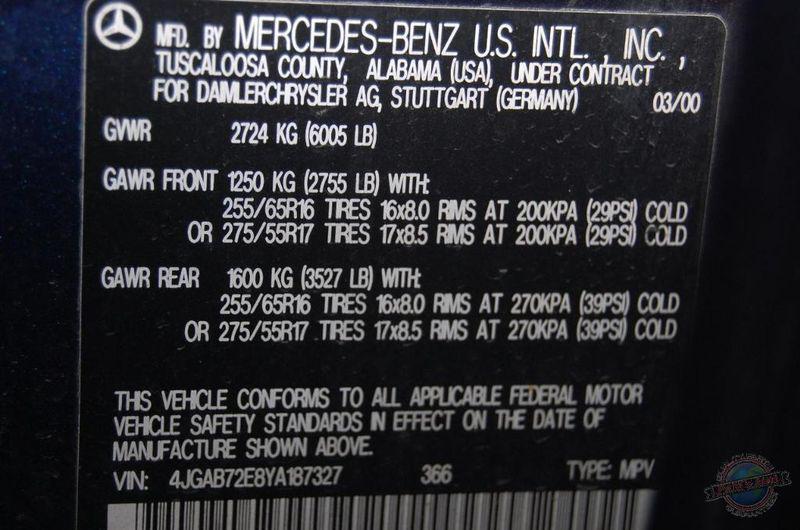 MFD. BY MERCEDES-BENZ U.S. INTL., INC.,
TUSCALOOSA COUNTY, ALABAMA (USA), UNDER CONTRACT
FOR DAIMLERCHRYSLER AG, STUTTGART (GERMANY) 03/00
GVWR 2724 KG (6005 LB)
GAWR FRONT 1250 KG (2755 LB) WITH:
255/65R16 TIRES 16x8.0 RIMS AT 200KPA (29PSI) COLD
OR 275/55R17 TIRES 17x8.5 RIMS AT 200KPA (29PSI) COLD
GAWR REAR 1600 KG (3527 LB) WITH:
255/65R16 TIRES 16x8.0 RIMS AT 270KPA (39PSI) COLD
OR 275/55R17 TIRES 17x8.5 RIMS AT 270KPA (39PSI) COLD
THIS VEHICLE CONFORMS TO ALL APPLICABLE FEDERAL MOTOR
VEHICLE SAFETY STANDARDS IN EFFECT ON THE DATE OF
MANUFACTURE SHOWN ABOVE.
VIN: 4JGAB72E8YA187327 366 TYPE: MPV